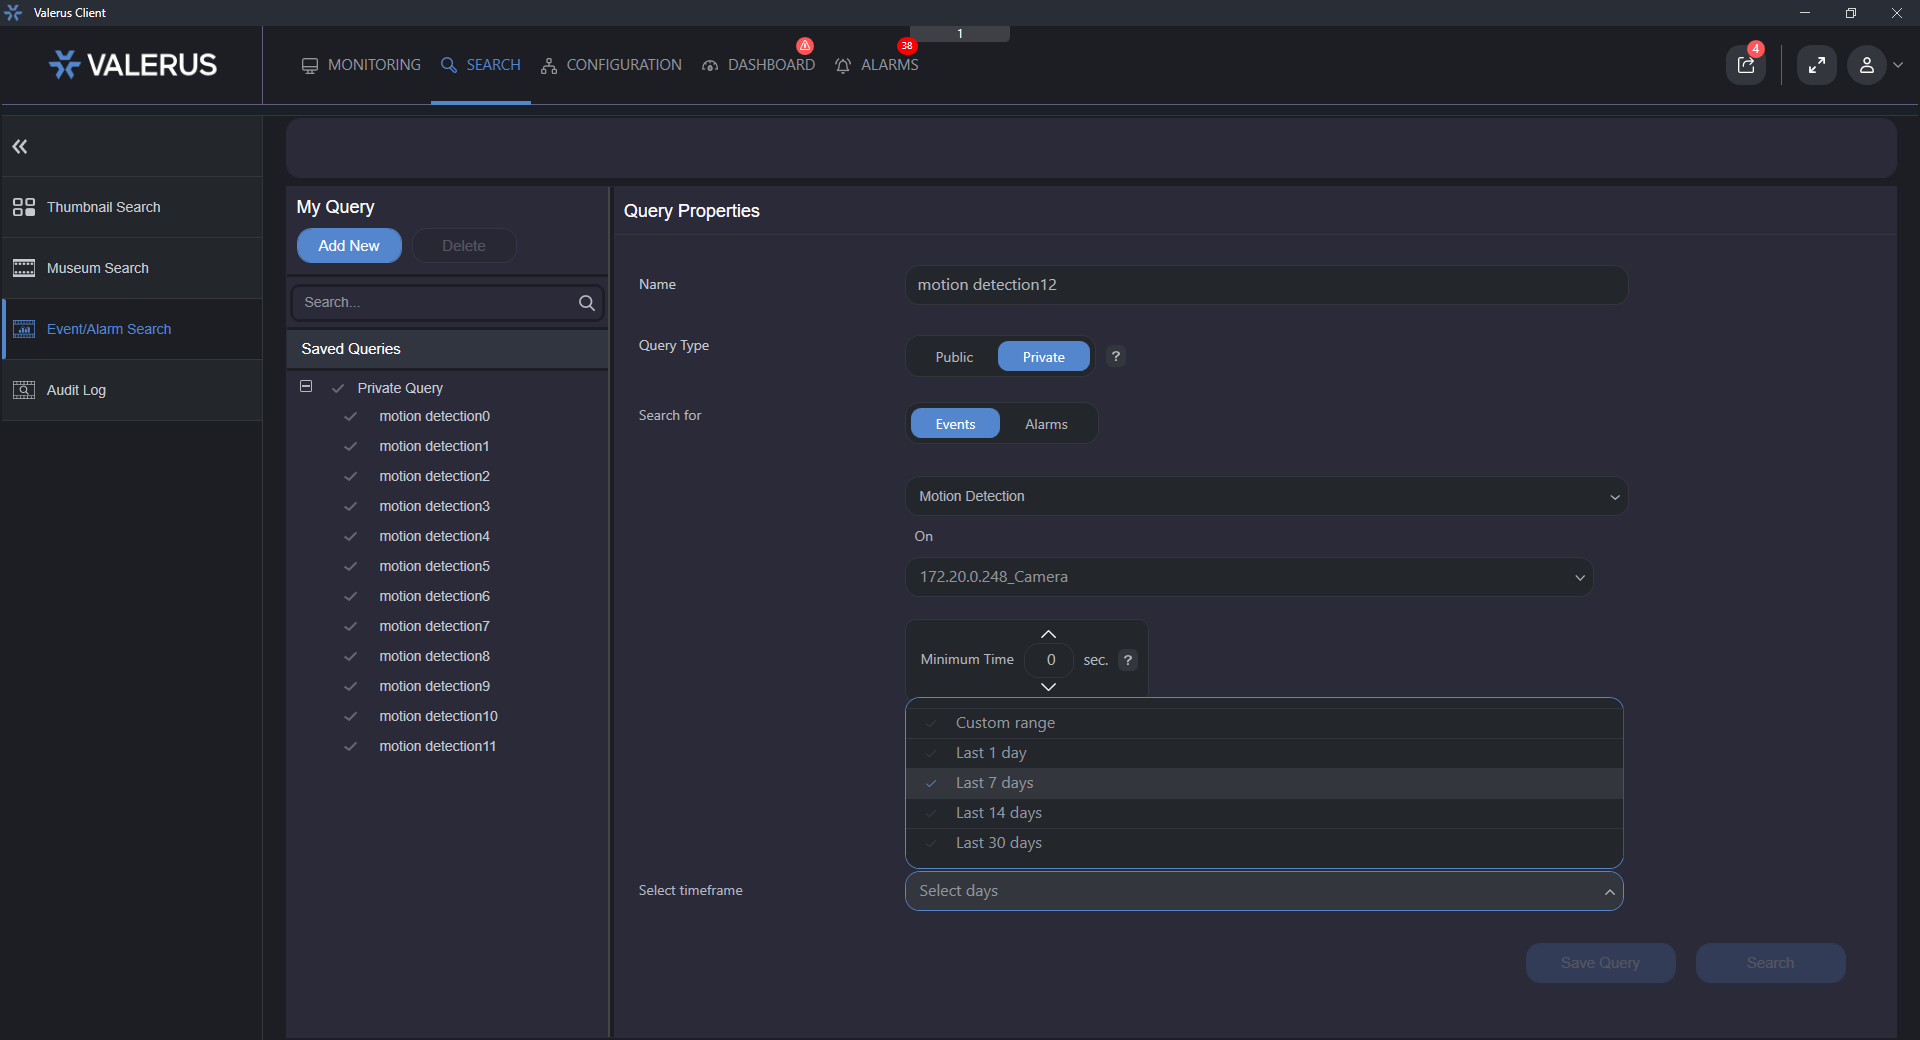 Valerus Client
1
VALERUS
MONITORING
SEARCH
CONFIGURATION
DASHBOARD
38
ALARMS
4
Thumbnail Search
Museum Search
Event/Alarm Search
Audit Log
My Query
Add New
Delete
Search...
Saved Queries
Private Query
motion detection0
motion detection1
motion detection2
motion detection3
motion detection4
motion detection5
motion detection6
motion detection7
motion detection8
motion detection9
motion detection10
motion detection11
Query Properties
Name
motion detection12
Query Type
Public
Private
?
Search for
Events
Alarms
Motion Detection
On
172.20.0.248_Camera
Minimum Time
0
sec.
?
Custom range
Last 1 day
Last 7 days
Last 14 days
Last 30 days
Select timeframe
Select days
Save Query
Search